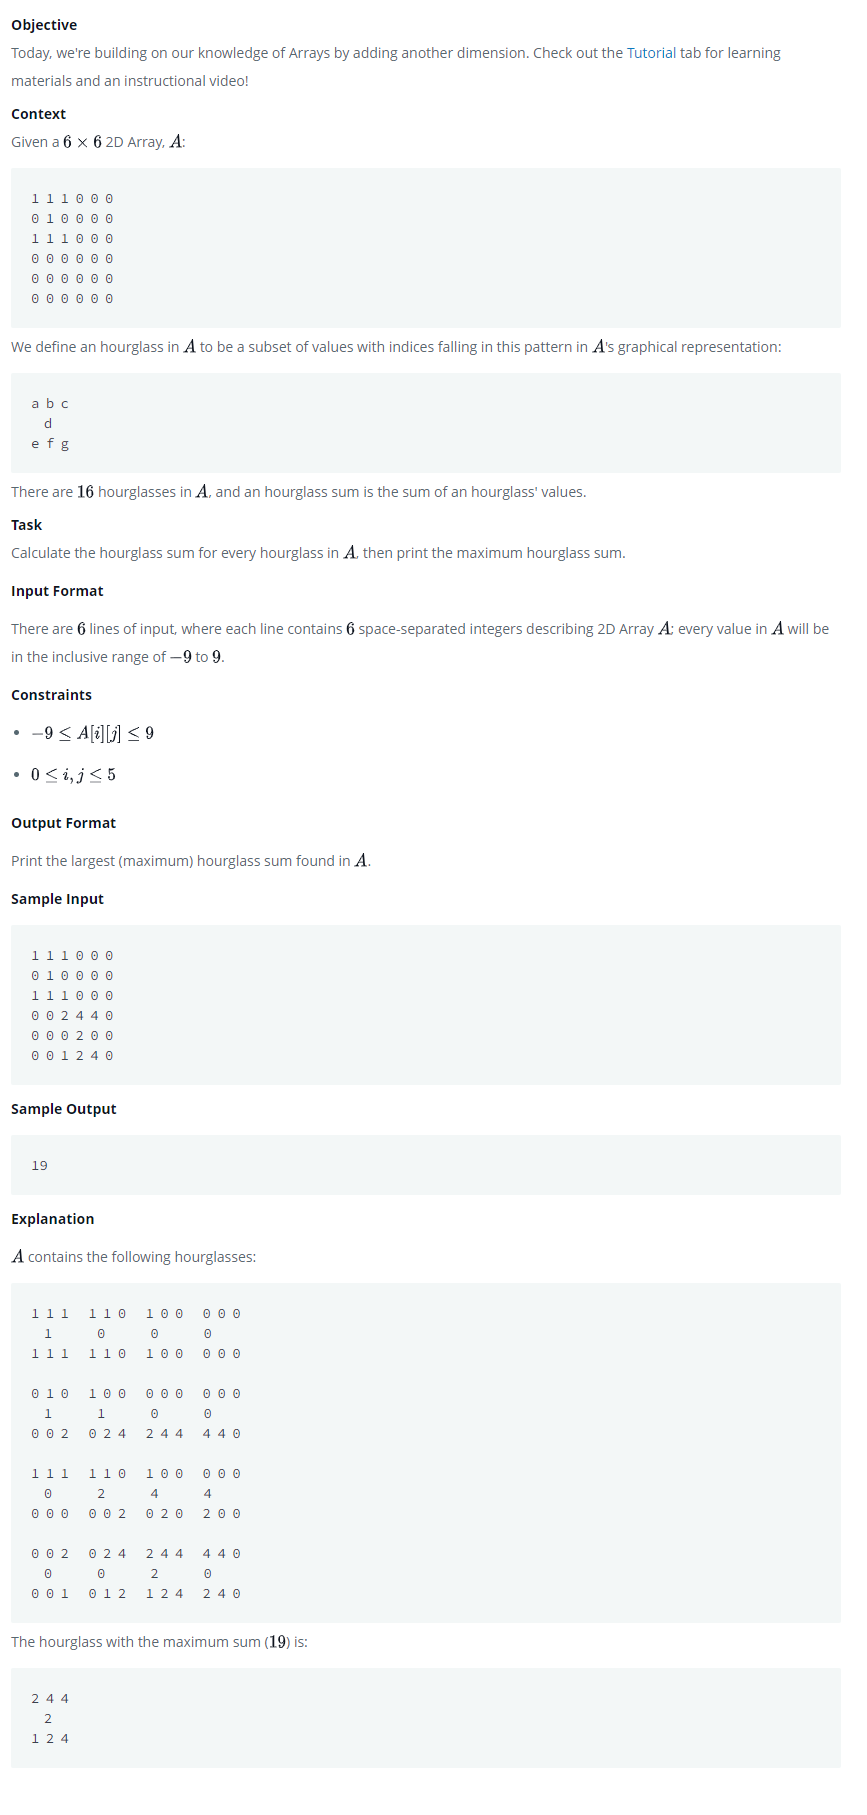 Objective
Today, we're building on our knowledge of Arrays by adding another dimension. Check out the Tutorial tab for learning
materials and an instructional video!
Context
Given a 6 × 6 2D Array, A:
1 1 1 0 0 0
0 1 0 0 0 0
1 1 1 0 0 0
0 0 0 0 0 0
0 0 0 0 0 0
0 0 0 0 0 0
We define an hourglass in A to be a subset of values with indices falling in this pattern in A's graphical representation:
a b c
d
e f g
There are 16 hourglasses in A, and an hourglass sum is the sum of an hourglass' values.
Task
Calculate the hourglass sum for every hourglass in A, then print the maximum hourglass sum.
Input Format
There are 6 lines of input, where each line contains 6 space-separated integers describing 2D Array A; every value in A will be
in the inclusive range of −9 to 9.
Constraints
• −9 ≤ A[i][j] ≤ 9
• 0 ≤ i, j ≤ 5
Output Format
Print the largest (maximum) hourglass sum found in A.
Sample Input
1 1 1 0 0 0
0 1 0 0 0 0
1 1 1 0 0 0
0 0 2 4 4 0
0 0 0 2 0 0
0 0 1 2 4 0
Sample Output
19
Explanation
A contains the following hourglasses:
1 1 1   1 1 0   1 0 0   0 0 0
1       0       0       0
1 1 1   1 1 0   1 0 0   0 0 0
0 1 0   1 0 0   0 0 0   0 0 0
1       1       0       0
0 0 2   0 2 4   2 4 4   4 4 0
1 1 1   1 1 0   1 0 0   0 0 0
0       2       4       4
0 0 0   0 0 2   0 2 0   2 0 0
0 0 2   0 2 4   2 4 4   4 4 0
0       0       2       0
0 0 1   0 1 2   1 2 4   2 4 0
The hourglass with the maximum sum (19) is:
2 4 4
2
1 2 4